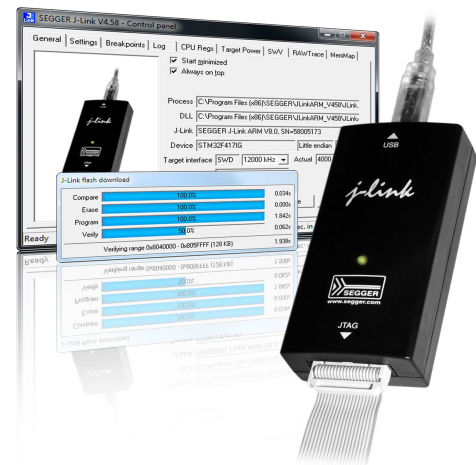 SEGGER J-Link V4.58 - Control panel
General Settings Breakpoints Log CPU Regs Target Power SWV RAWTrace MemMap
Start minimized
Always on top
Process C:\Program Files (x86)\SEGGER\JLinkARM_V458\JLink.
DLL C:\Program Files (x86)\SEGGER\JLinkARM_V458\JLink
J-Link SEGGER J-Link ARM V8.0, SN=58005173
Device STM32F417IG Little endian
Target interface SWD 12000 kHz Actual 4000
J-Link flash download
Compare 100.0% 0.034s
Erase 100.0% 0.000s
Program 100.0% 1.842s
Verify 50.0% 0.062s
Verifying range 0x8040000 - 0x805FFFF (128 KB) 1.938s
Ready sec. in
USB
j-link
SEGGER
www.segger.com
JTAG